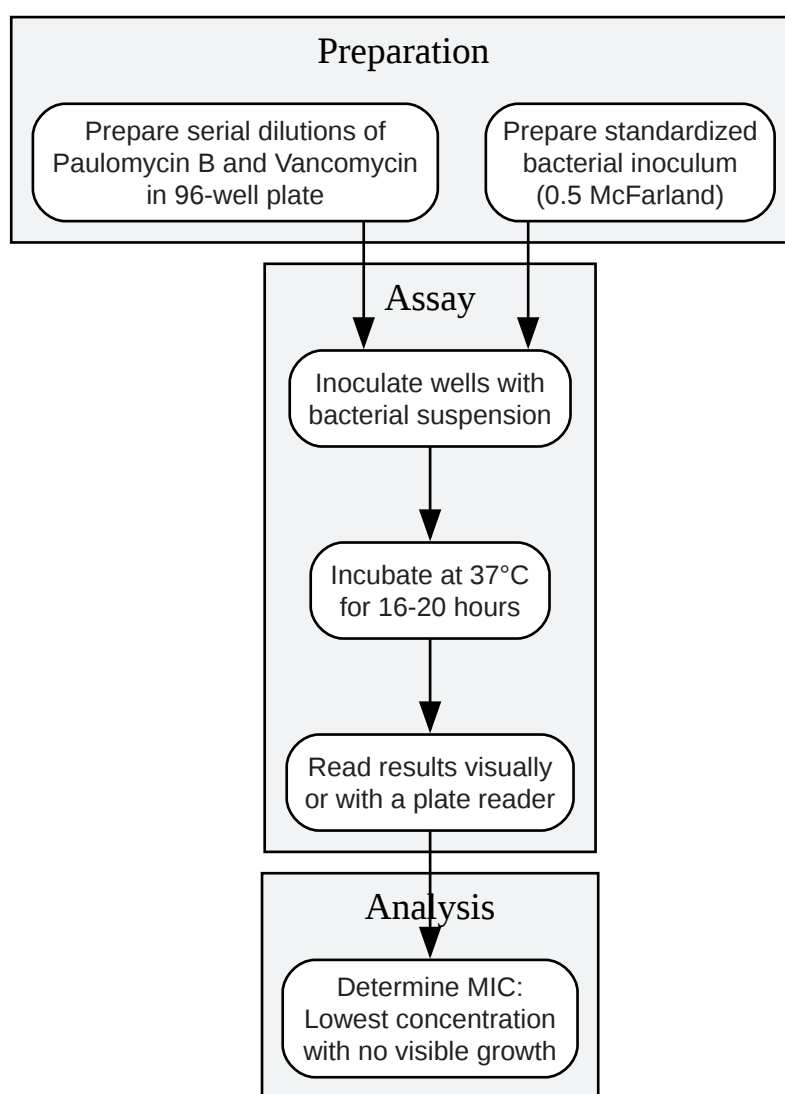 Preparation
Prepare serial dilutions of
Paulomycin B and Vancomycin
in 96-well plate
Prepare standardized
bacterial inoculum
(0.5 McFarland)
Assay
Inoculate wells with
bacterial suspension
Incubate at 37°C
for 16-20 hours
Read results visually
or with a plate reader
Analysis
Determine MIC:
Lowest concentration
with no visible growth